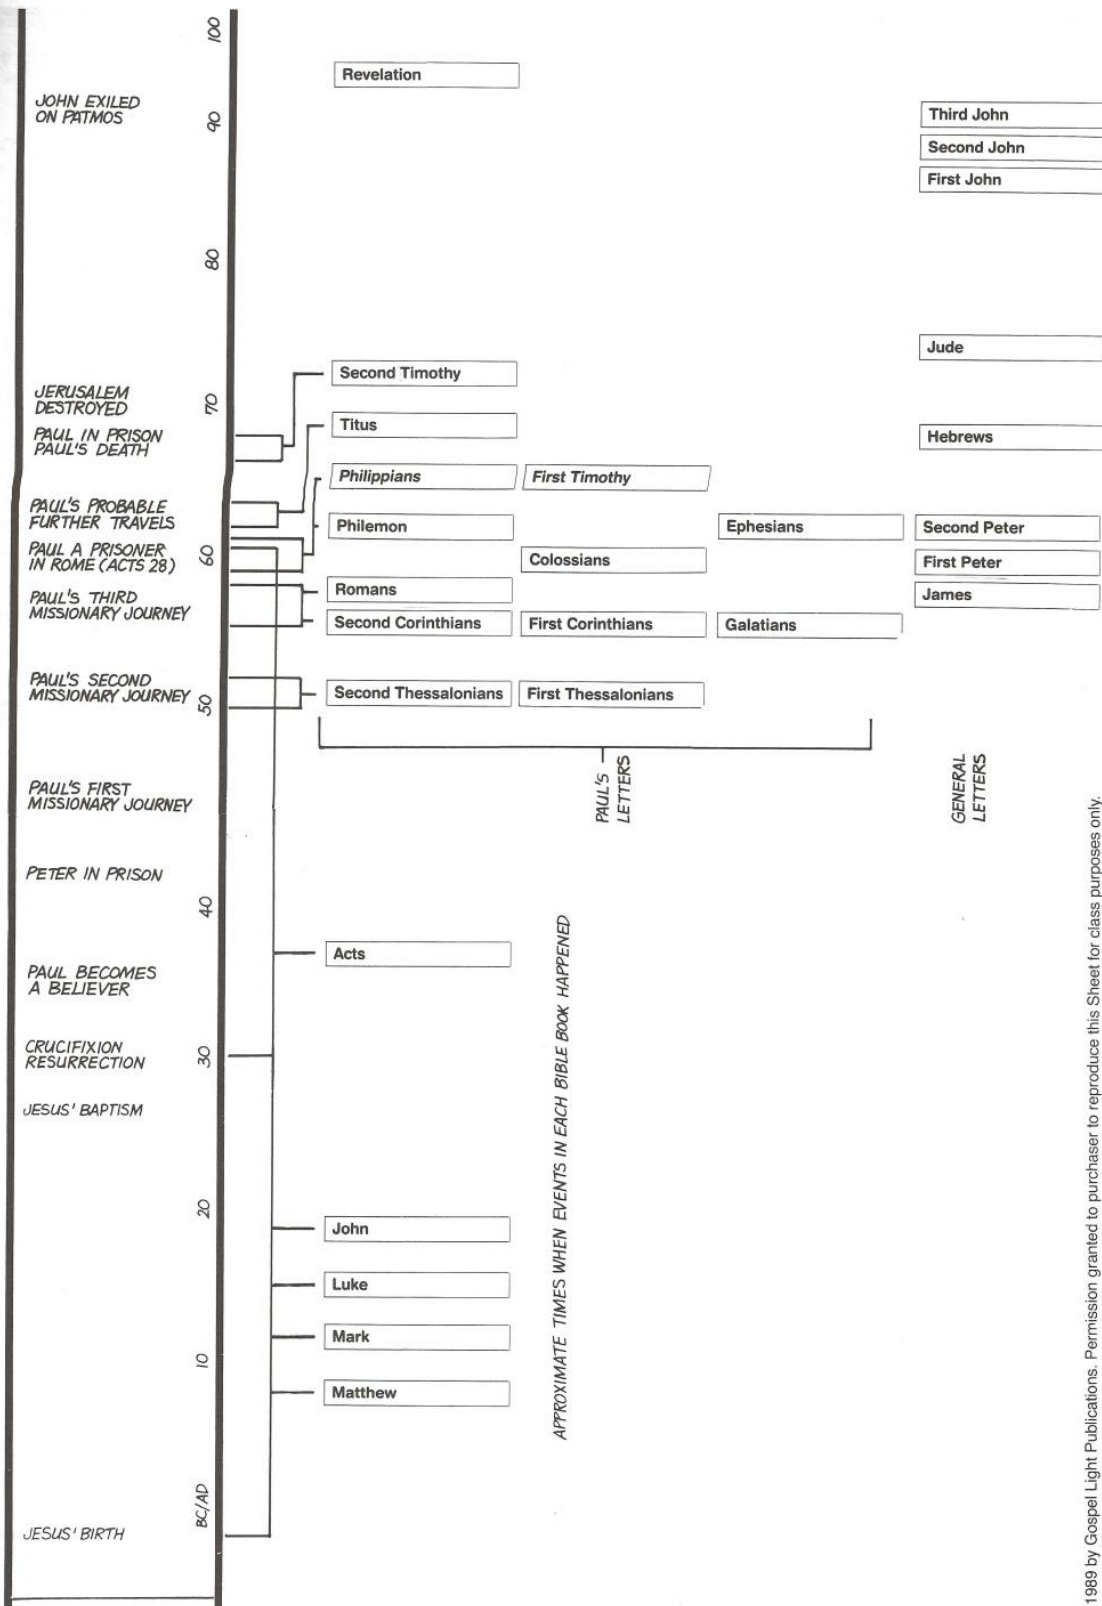 100
Revelation
JOHN EXILED
ON PATMOS
90
Third John
Second John
First John
80
Jude
Second Timothy
JERUSALEM
DESTROYED
70
Titus
PAUL IN PRISON
PAUL'S DEATH
Hebrews
Philippians
First Timothy
PAUL'S PROBABLE
FURTHER TRAVELS
Philemon
Ephesians
Second Peter
PAUL A PRISONER
IN ROME (ACTS 28)
60
Colossians
First Peter
PAUL'S THIRD
MISSIONARY JOURNEY
Romans
James
Second Corinthians
First Corinthians
Galatians
PAUL'S SECOND
MISSIONARY JOURNEY
50
Second Thessalonians
First Thessalonians
PAUL'S
LETTERS
GENERAL
LETTERS
PAUL'S FIRST
MISSIONARY JOURNEY
PETER IN PRISON
40
Acts
PAUL BECOMES
A BELIEVER
CRUCIFIXION
RESURRECTION
30
JESUS' BAPTISM
20
John
Luke
Mark
10
Matthew
APPROXIMATE TIMES WHEN EVENTS IN EACH BIBLE BOOK HAPPENED
BC/AD
JESUS' BIRTH
1989 by Gospel Light Publications. Permission granted to purchaser to reproduce this Sheet for class purposes only.